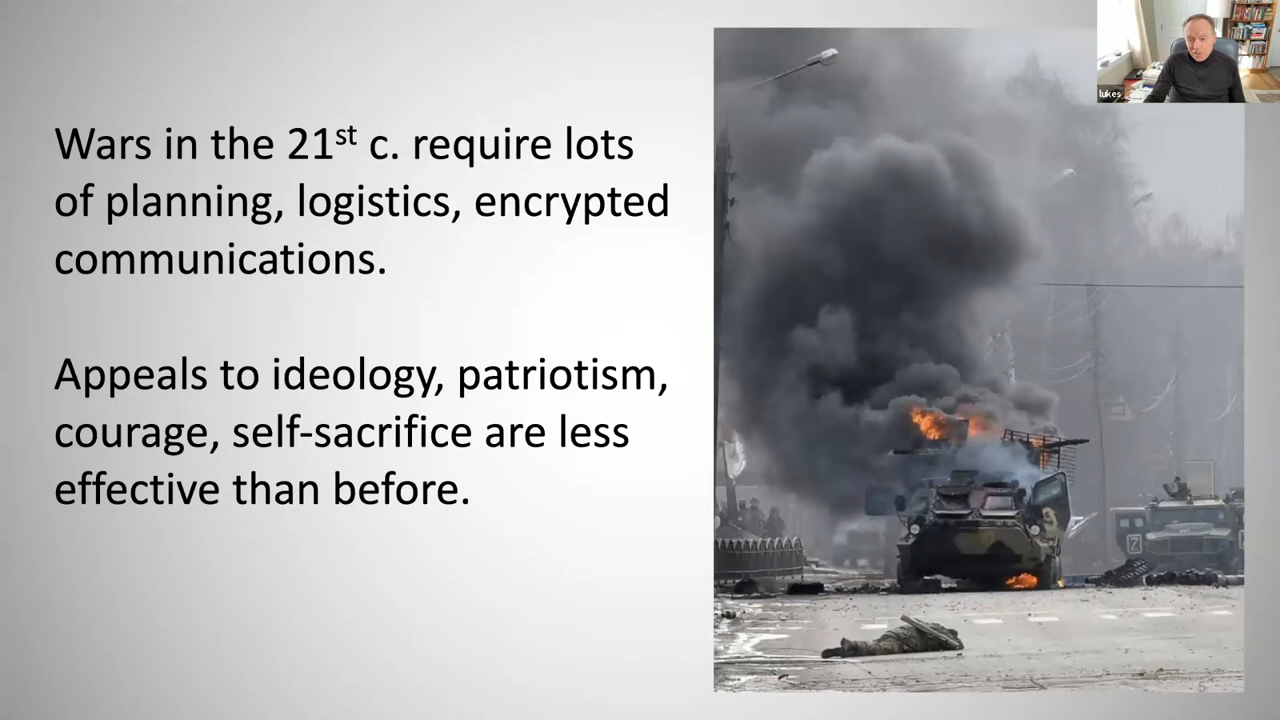 lukes
Wars in the 21st c. require lots
of planning, logistics, encrypted
communications.
Appeals to ideology, patriotism,
courage, self-sacrifice are less
effective than before.
Z
5